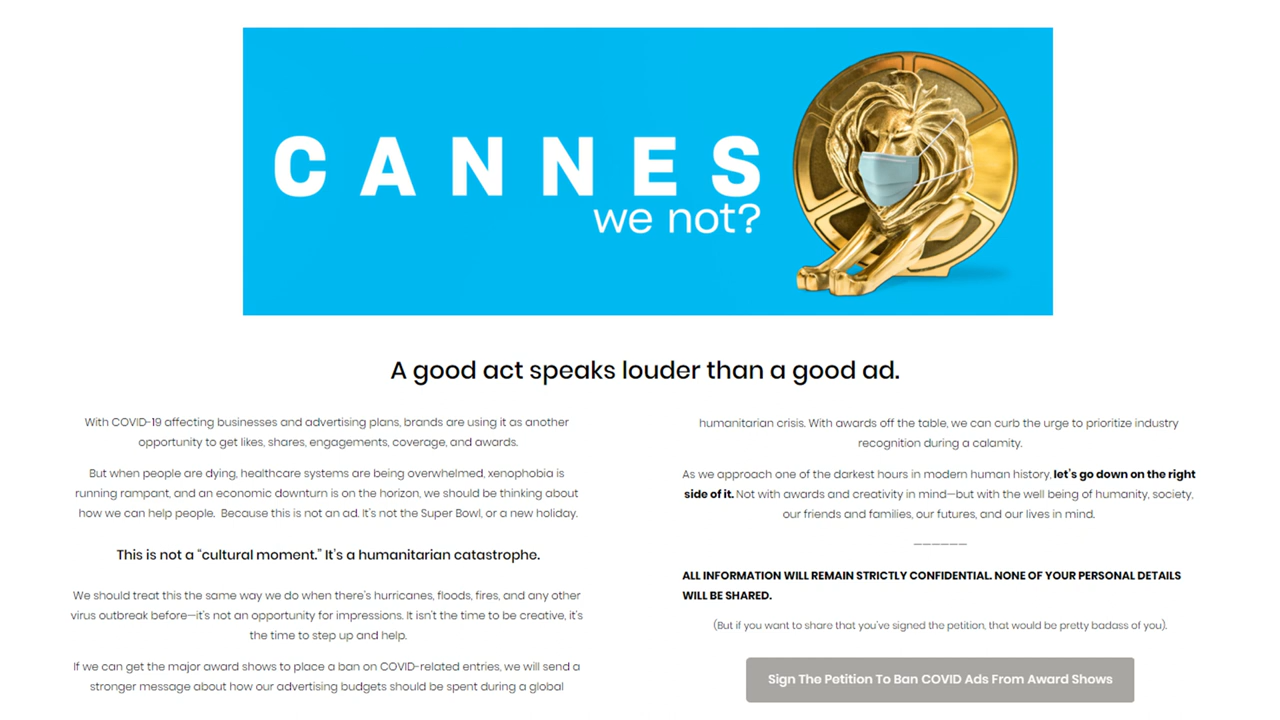 CANNES
we not?
A good act speaks louder than a good ad.
With COVID-19 affecting businesses and advertising plans, brands are using it as another
opportunity to get likes, shares, engagements, coverage, and awards.
But when people are dying, healthcare systems are being overwhelmed, xenophobia is
running rampant, and an economic downturn is on the horizon, we should be thinking about
how we can help people. Because this is not an ad. It's not the Super Bowl, or a new holiday.
This is not a “cultural moment.” It's a humanitarian catastrophe.
We should treat this the same way we do when there's hurricanes, floods, fires, and any other
virus outbreak before—it's not an opportunity for impressions. It isn't the time to be creative, it's
the time to step up and help.
If we can get the major award shows to place a ban on COVID-related entries, we will send a
stronger message about how our advertising budgets should be spent during a global
humanitarian crisis. With awards off the table, we can curb the urge to prioritize industry
recognition during a calamity.
As we approach one of the darkest hours in modern human history, let's go down on the right
side of it. Not with awards and creativity in mind—but with the well being of humanity, society,
our friends and families, our futures, and our lives in mind.
——————
ALL INFORMATION WILL REMAIN STRICTLY CONFIDENTIAL. NONE OF YOUR PERSONAL DETAILS
WILL BE SHARED.
(But if you want to share that you've signed the petition, that would be pretty badass of you).
Sign The Petition To Ban COVID Ads From Award Shows